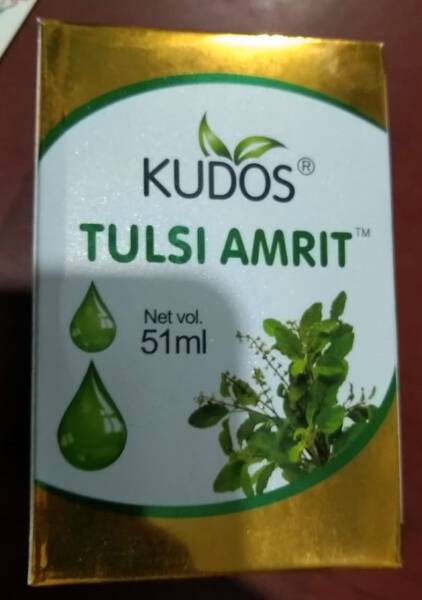 KUDOS®
TULSI AMRIT™
Net vol.
51ml